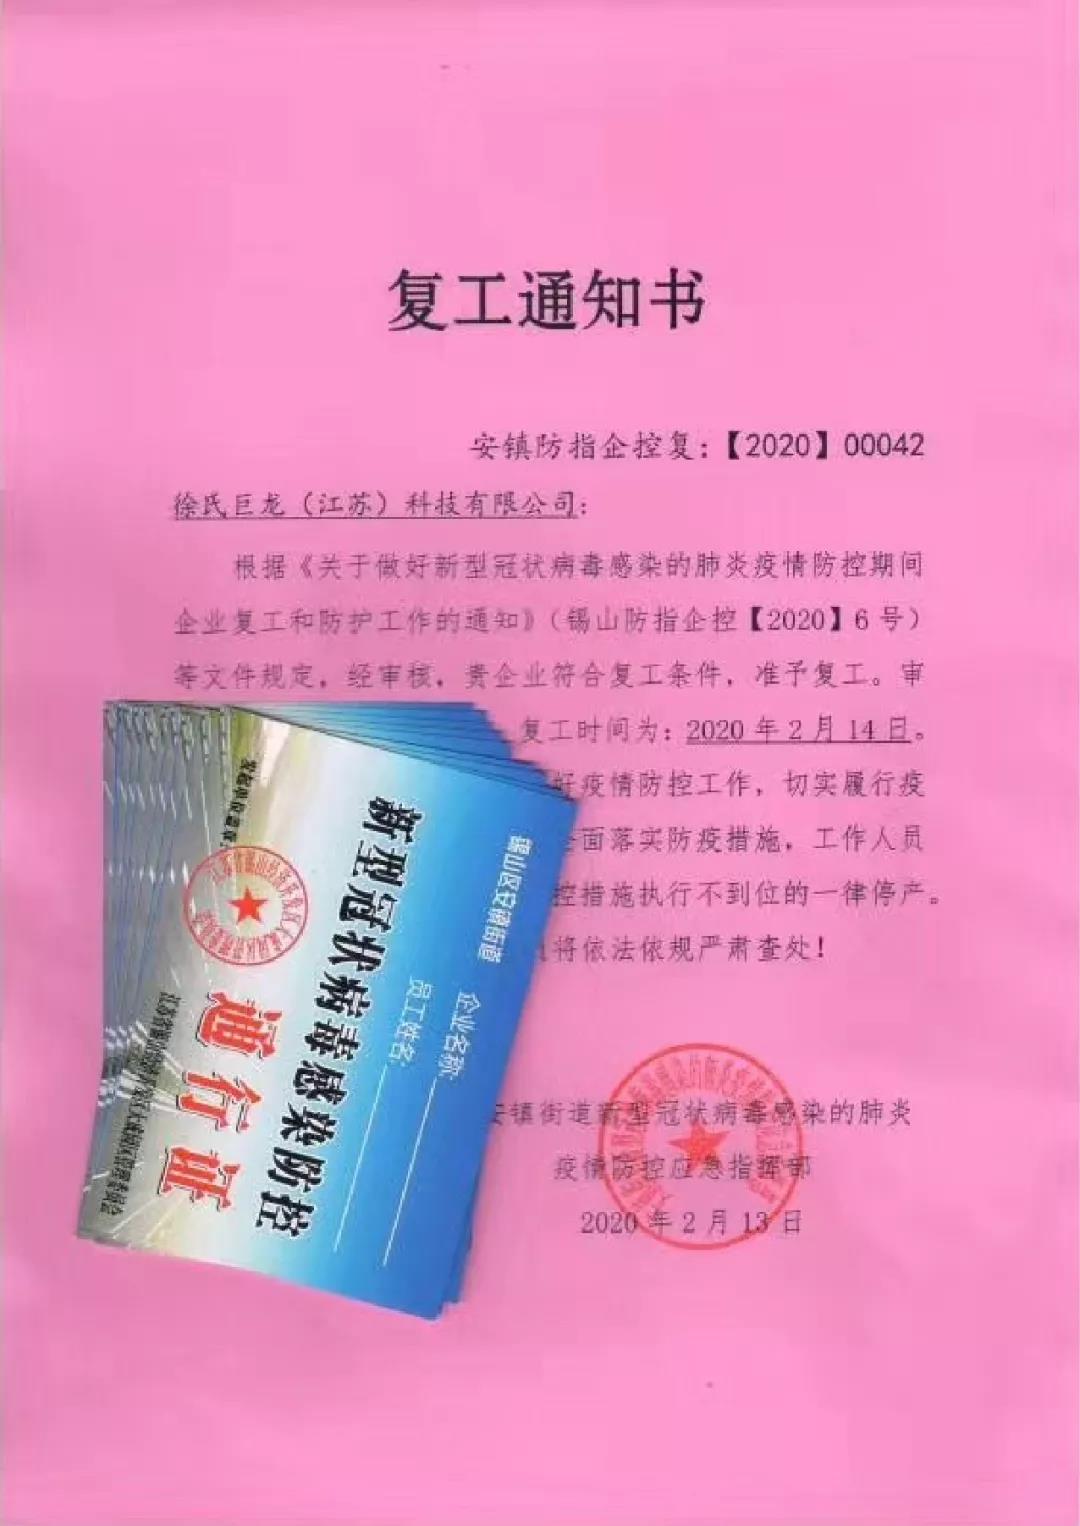 复工通知书
安镇防指企控复：【2020】00042
徐氏巨龙（江苏）科技有限公司：
根据《关于做好新型冠状病毒感染的肺炎疫情防控期间
企业复工和防护工作的通知》（锡山防指企控【2020】6号）
等文件规定，经审核，贵企业符合复工条件，准予复工。审
复工时间为：2020年2月14日。
好疫情防控工作，切实履行疫
全面落实防疫措施，工作人员
控措施执行不到位的一律停产。
将依法依规严肃查处！
安镇街道新型冠状病毒感染的肺炎
疫情防控应急指挥部
2020年2月13日
锡山区安镇街道
企业名称：
员工姓名：
新型冠状病毒感染防控
通行证